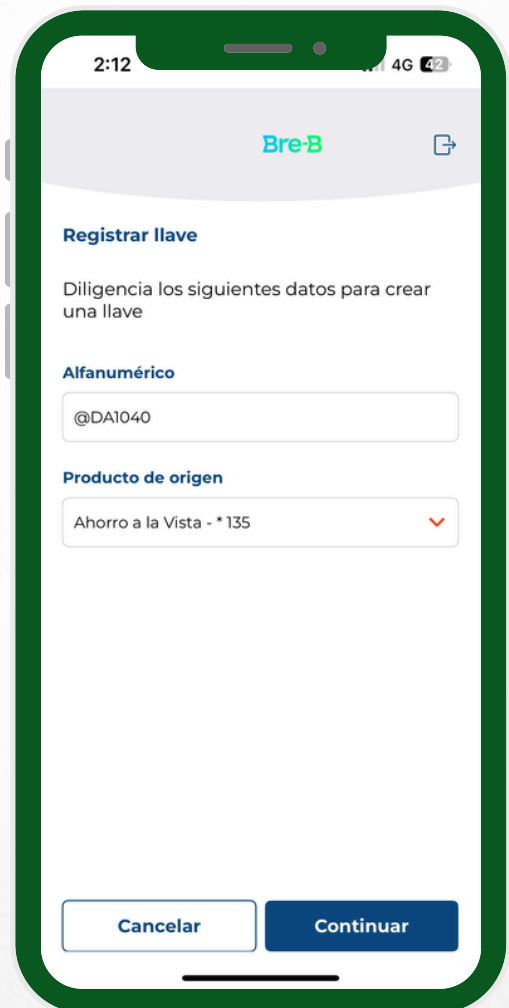 2:12 4G 42
Bre-B
Registrar llave
Diligencia los siguientes datos para crear
una llave
Alfanumérico
@DA1040
Producto de origen
Ahorro a la Vista - * 135
Cancelar Continuar